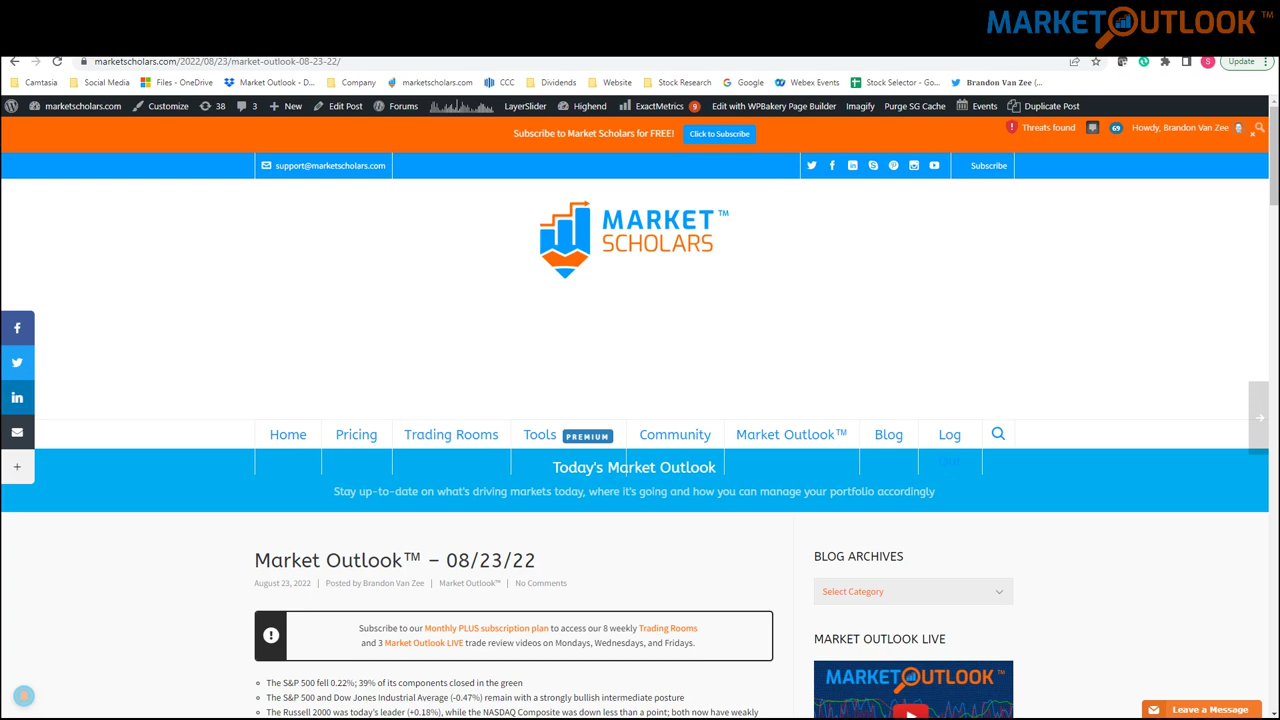 MARKETOUTLOOK™
marketscholars.com/2022/08/23/market-outlook-08-23-22/
S
Update
Camtasia
Social Media
Files - OneDrive
Market Outlook - D...
Company
marketscholars.com
CCC
Dividends
Website
Stock Research
Google
Webex Events
Stock Selector - Go...
Brandon Van Zee (...
marketscholars.com
Customize
38
3
New
Edit Post
Forums
LayerSlider
Highend
ExactMetrics 9
Edit with WPBakery Page Builder
Imagify
Purge SG Cache
Events
Duplicate Post
Subscribe to Market Scholars for FREE!
Click to Subscribe
Threats found
69
Howdy, Brandon Van Zee
support@marketscholars.com
Subscribe
MARKET™
SCHOLARS
Home
Pricing
Trading Rooms
Tools PREMIUM
Community
Market Outlook™
Blog
Log
Out
Today's Market Outlook
Stay up-to-date on what's driving markets today, where it's going and how you can manage your portfolio accordingly
Market Outlook™ – 08/23/22
August 23, 2022 | Posted by Brandon Van Zee | Market Outlook™ | No Comments
Subscribe to our Monthly PLUS subscription plan to access our 8 weekly Trading Rooms
and 3 Market Outlook LIVE trade review videos on Mondays, Wednesdays, and Fridays.
The S&P 500 fell 0.22%; 39% of its components closed in the green
The S&P 500 and Dow Jones Industrial Average (-0.47%) remain with a strongly bullish intermediate posture
The Russell 2000 was today's leader (+0.18%), while the NASDAQ Composite was down less than a point; both now have weakly
BLOG ARCHIVES
Select Category
MARKET OUTLOOK LIVE
MARKETOUTLOOK™
Leave a Message